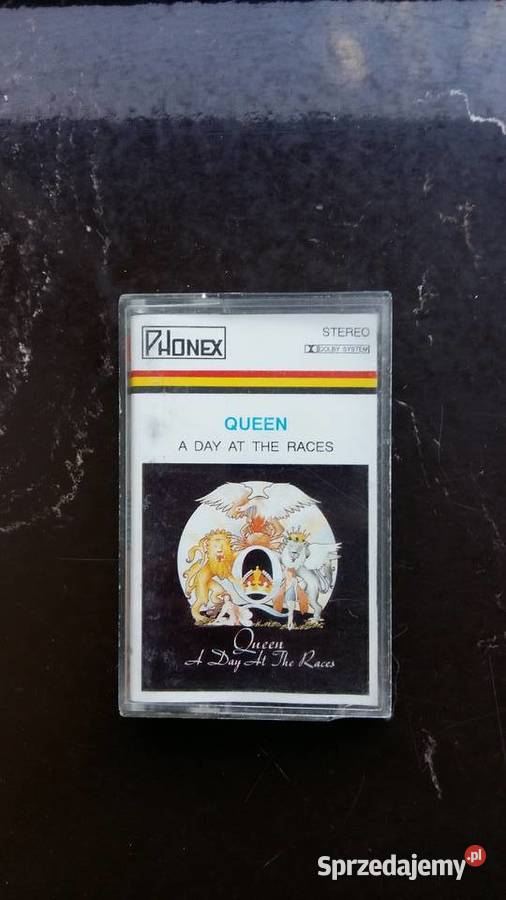 PHONEX
STEREO
DOLBY SYSTEM
QUEEN
A DAY AT THE RACES
Queen
A Day At The Races
Sprzedajemy.pl